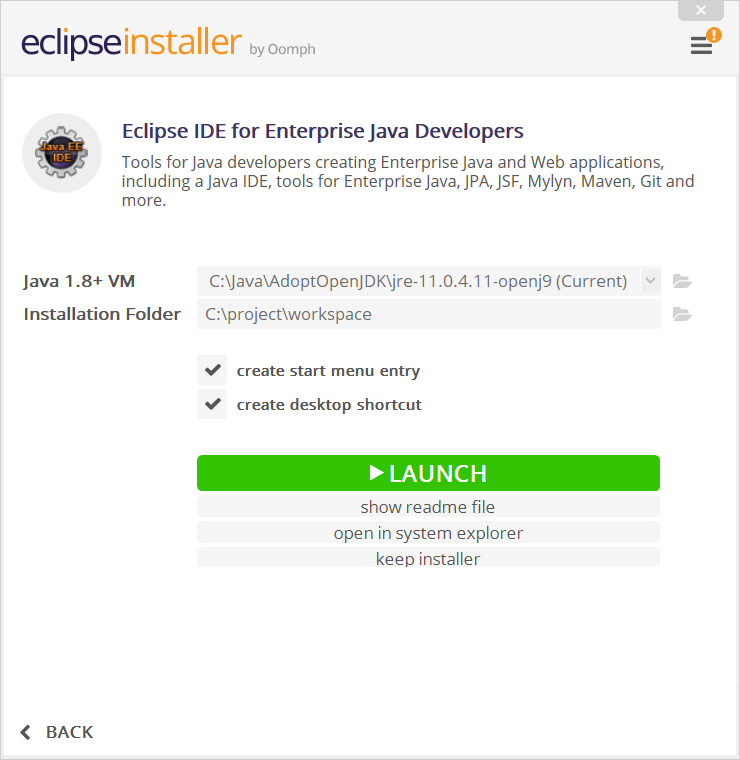 eclipseinstaller by Oomph
!
Java EE
IDE
Eclipse IDE for Enterprise Java Developers
Tools for Java developers creating Enterprise Java and Web applications,
including a Java IDE, tools for Enterprise Java, JPA, JSF, Mylyn, Maven, Git and
more.
Java 1.8+ VM C:\Java\AdoptOpenJDK\jre-11.0.4.11-openj9 (Current)
Installation Folder C:\project\workspace
create start menu entry
create desktop shortcut
LAUNCH
show readme file
open in system explorer
keep installer
BACK